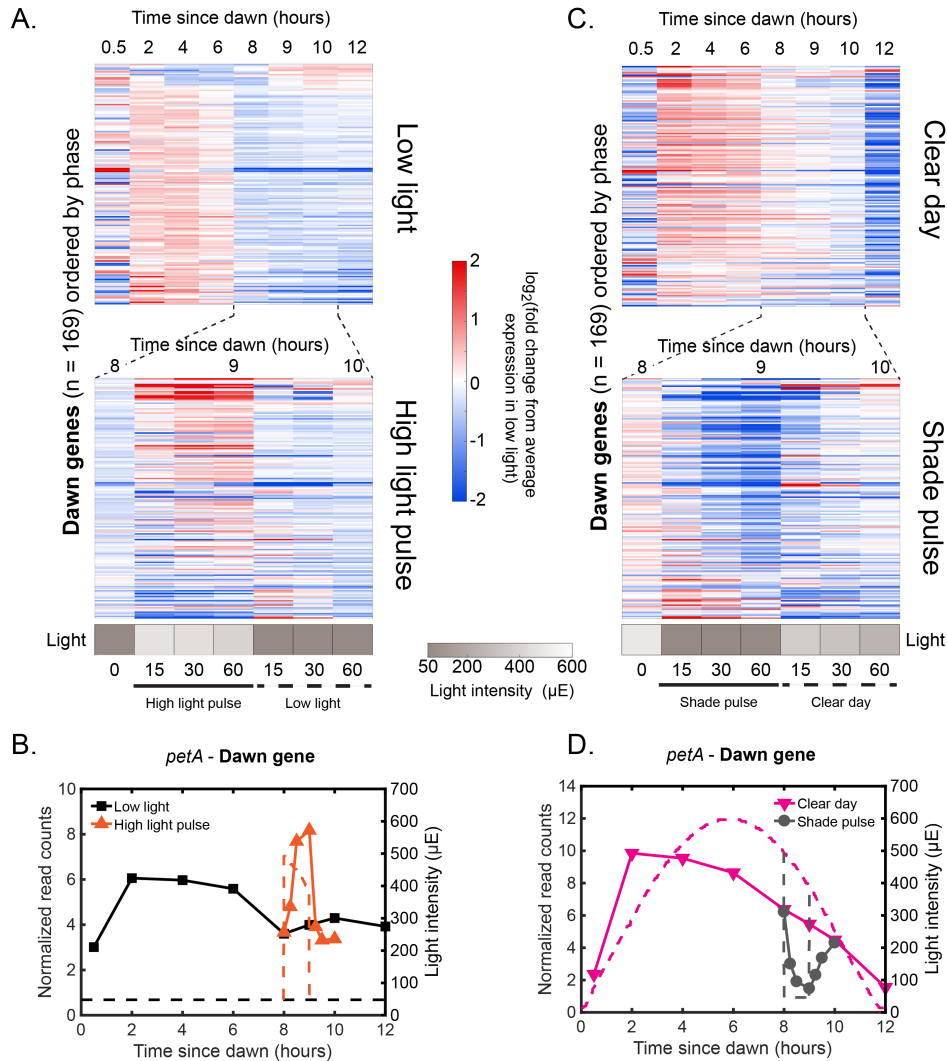 A.
Time since dawn (hours)
0.5 2 4 6 8 9 10 12
Low light
Dawn genes (n = 169) ordered by phase
Time since dawn (hours)
8 9 10
High light pulse
Light
0 15 30 60 15 30 60
High light pulse Low light
2
1
0
-1
-2
log2(fold change from average
expression in low light)
50 200 400 600
Light intensity (µE)
C.
Time since dawn (hours)
0.5 2 4 6 8 9 10 12
Clear day
Dawn genes (n = 169) ordered by phase
Time since dawn (hours)
8 9 10
Shade pulse
Light
0 15 30 60 15 30 60
Shade pulse Clear day
B.
petA - Dawn gene
Low light
High light pulse
Normalized read counts
10
8
6
4
2
0
Light intensity (µE)
700
600
500
400
300
200
100
0
0 2 4 6 8 10 12
Time since dawn (hours)
D.
petA - Dawn gene
Clear day
Shade pulse
Normalized read counts
14
12
10
8
6
4
2
0
Light intensity (µE)
700
600
500
400
300
200
100
0
0 2 4 6 8 10 12
Time since dawn (hours)